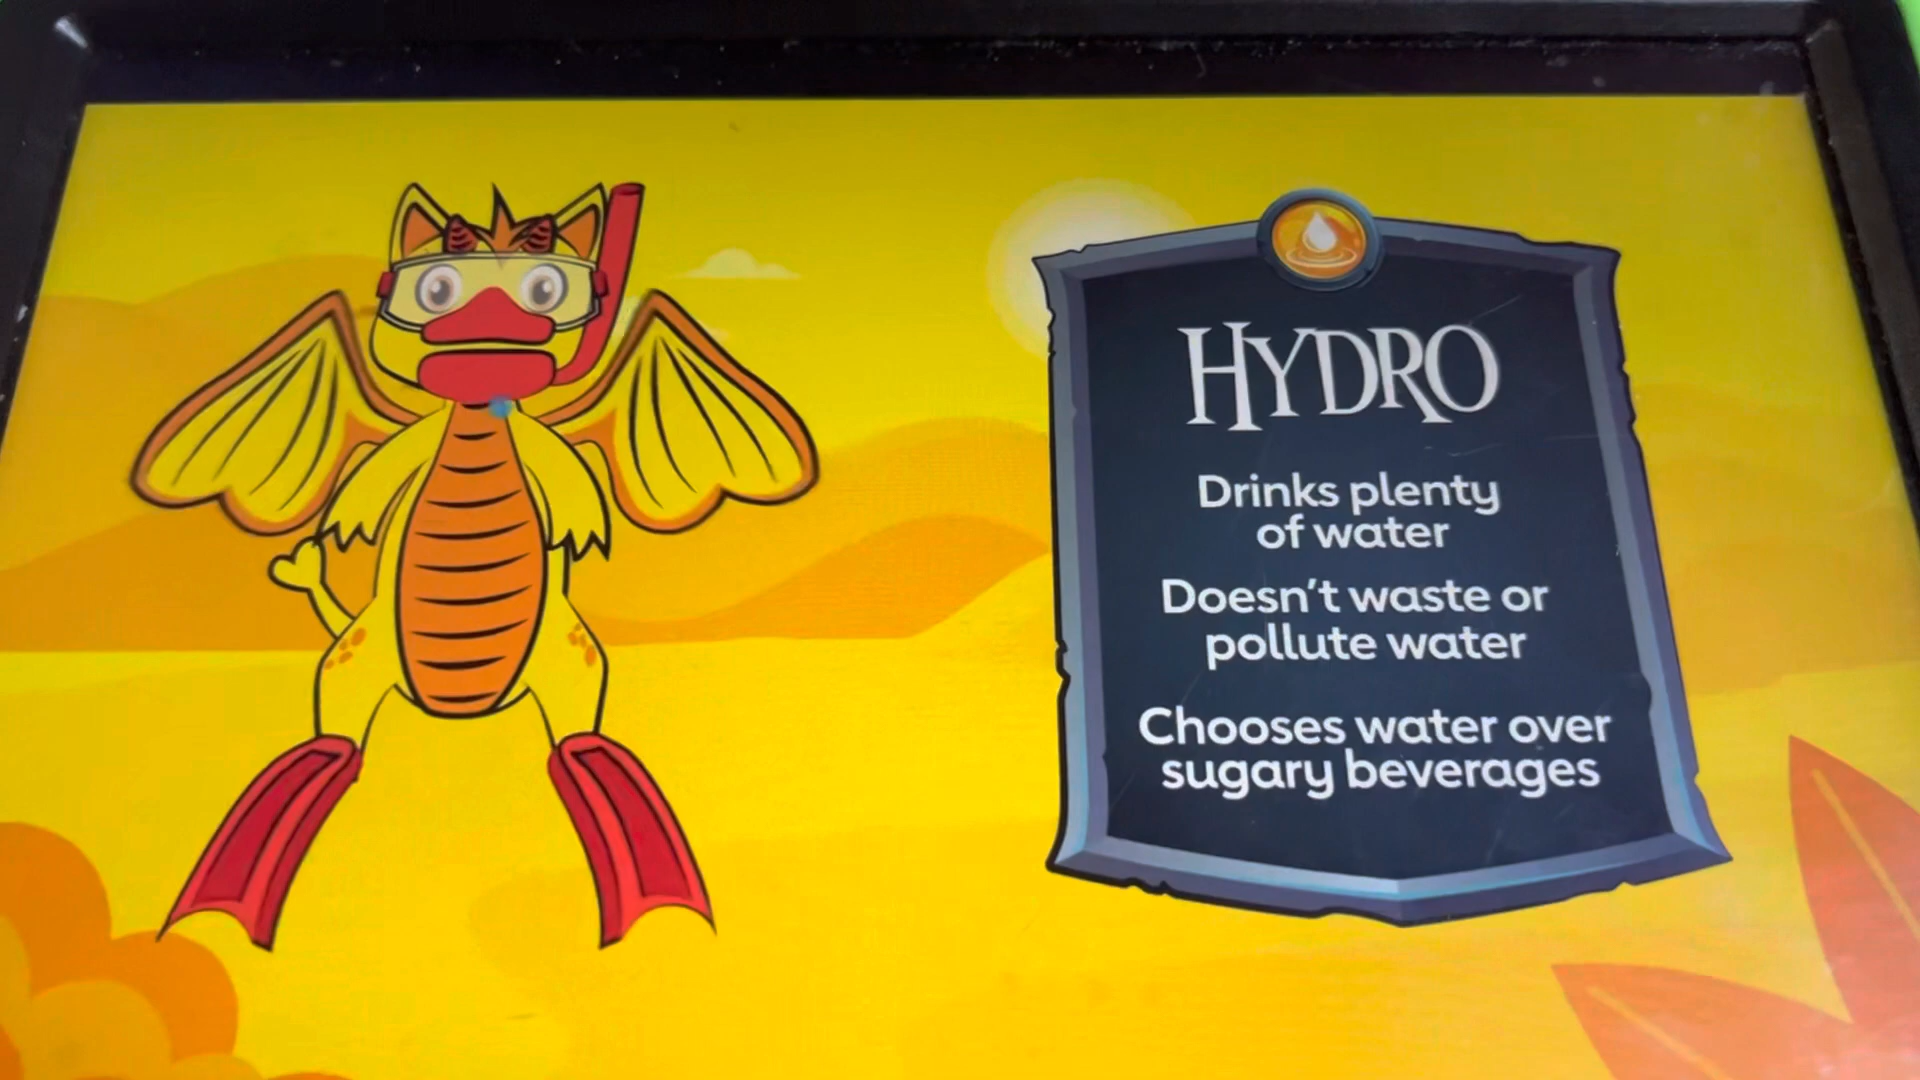 HYDRO
Drinks plenty
of water
Doesn't waste or
pollute water
Chooses water over
sugary beverages